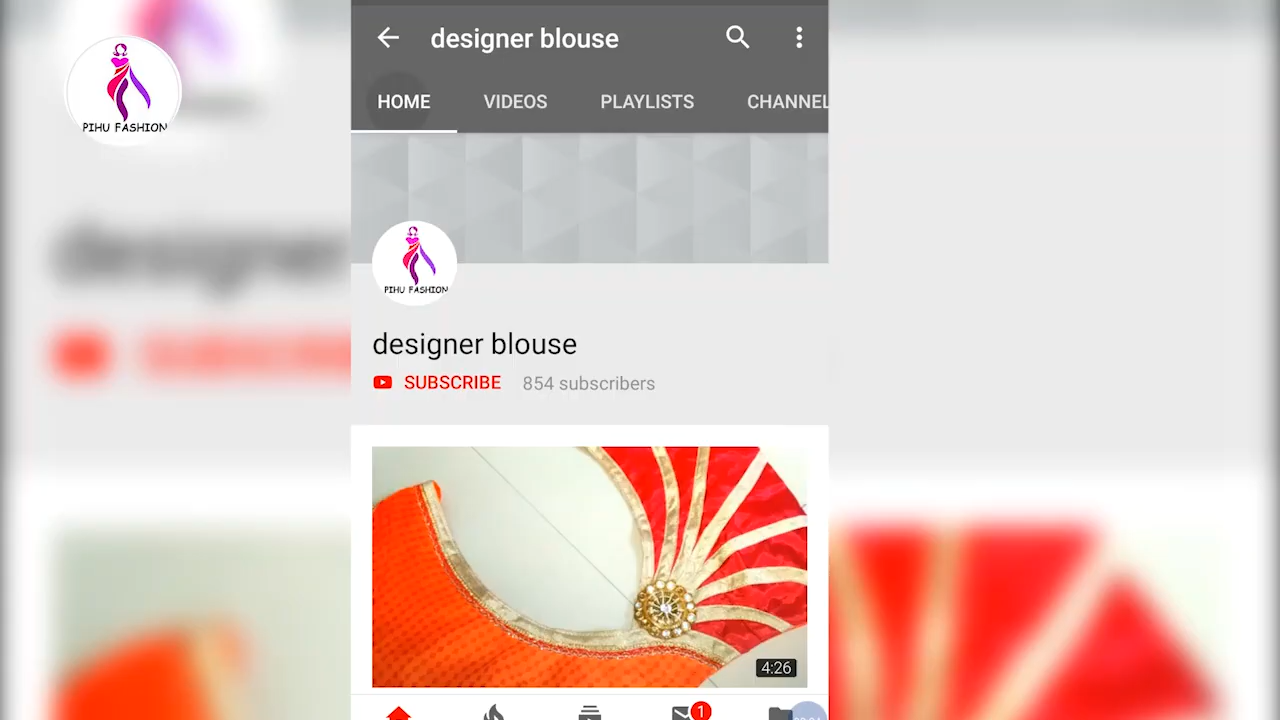 PIHU FASHION
designer blouse
HOME VIDEOS PLAYLISTS CHANNEL
PIHU FASHION
designer blouse
SUBSCRIBE 854 subscribers
4:26
1